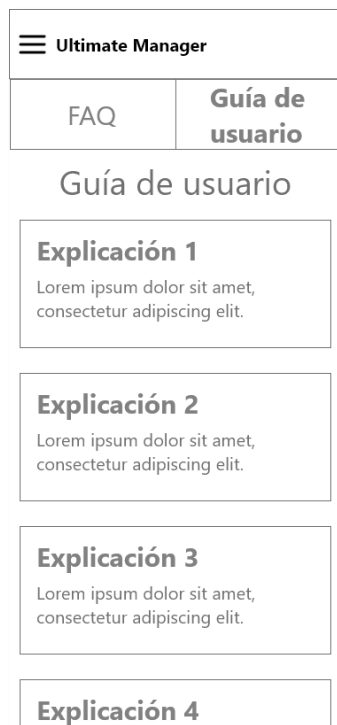 Ultimate Manager
FAQ
Guía de
usuario
Guía de usuario
Explicación 1
Lorem ipsum dolor sit amet,
consectetur adipiscing elit.
Explicación 2
Lorem ipsum dolor sit amet,
consectetur adipiscing elit.
Explicación 3
Lorem ipsum dolor sit amet,
consectetur adipiscing elit.
Explicación 4